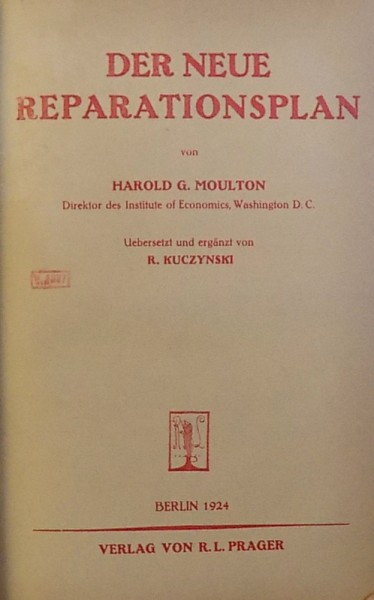 DER NEUE
REPARATIONSPLAN
von
HAROLD G. MOULTON
Direktor des Institute of Economics, Washington D. C.
Uebersetzt und ergänzt von
R. KUCZYNSKI
BERLIN 1924
VERLAG VON R. L. PRAGER